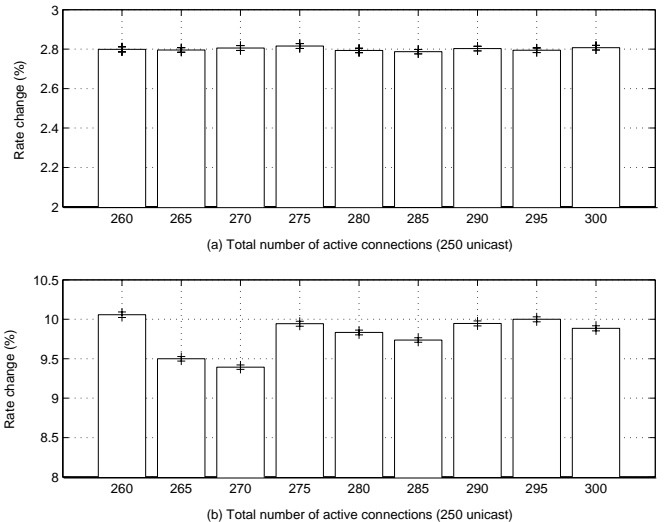 3
2.8
2.6
2.4
2.2
2
Rate change (%)
260 265 270 275 280 285 290 295 300
(a) Total number of active connections (250 unicast)
10.5
10
9.5
9
8.5
8
Rate change (%)
260 265 270 275 280 285 290 295 300
(b) Total number of active connections (250 unicast)